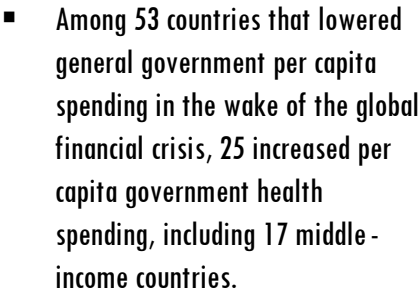 ▪ Among 53 countries that lowered
general government per capita
spending in the wake of the global
financial crisis, 25 increased per
capita government health
spending, including 17 middle-
income countries.